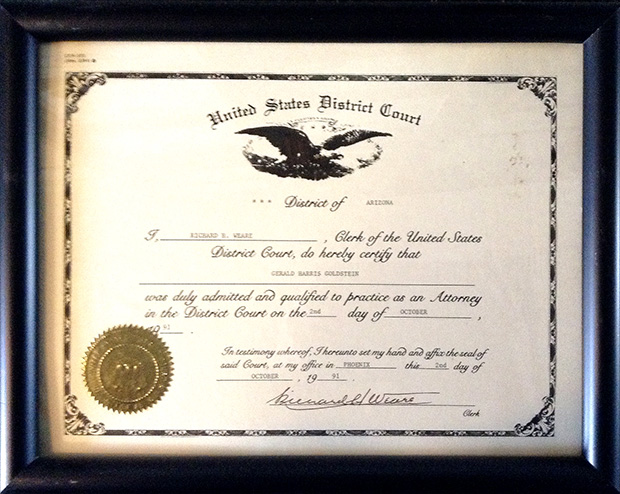 United States District Court
* * * District of ARIZONA
I, RICHARD H. WEARE, Clerk of the United States
District Court, do hereby certify that
GERALD HARRIS GOLDSTEIN
was duly admitted and qualified to practice as an Attorney
in the District Court on the 2nd day of OCTOBER,
19 91.
In testimony whereof, I hereunto set my hand and affix the seal of
said Court, at my office in PHOENIX this 2nd day of
OCTOBER, 19 91.
Richard H Weare
Clerk